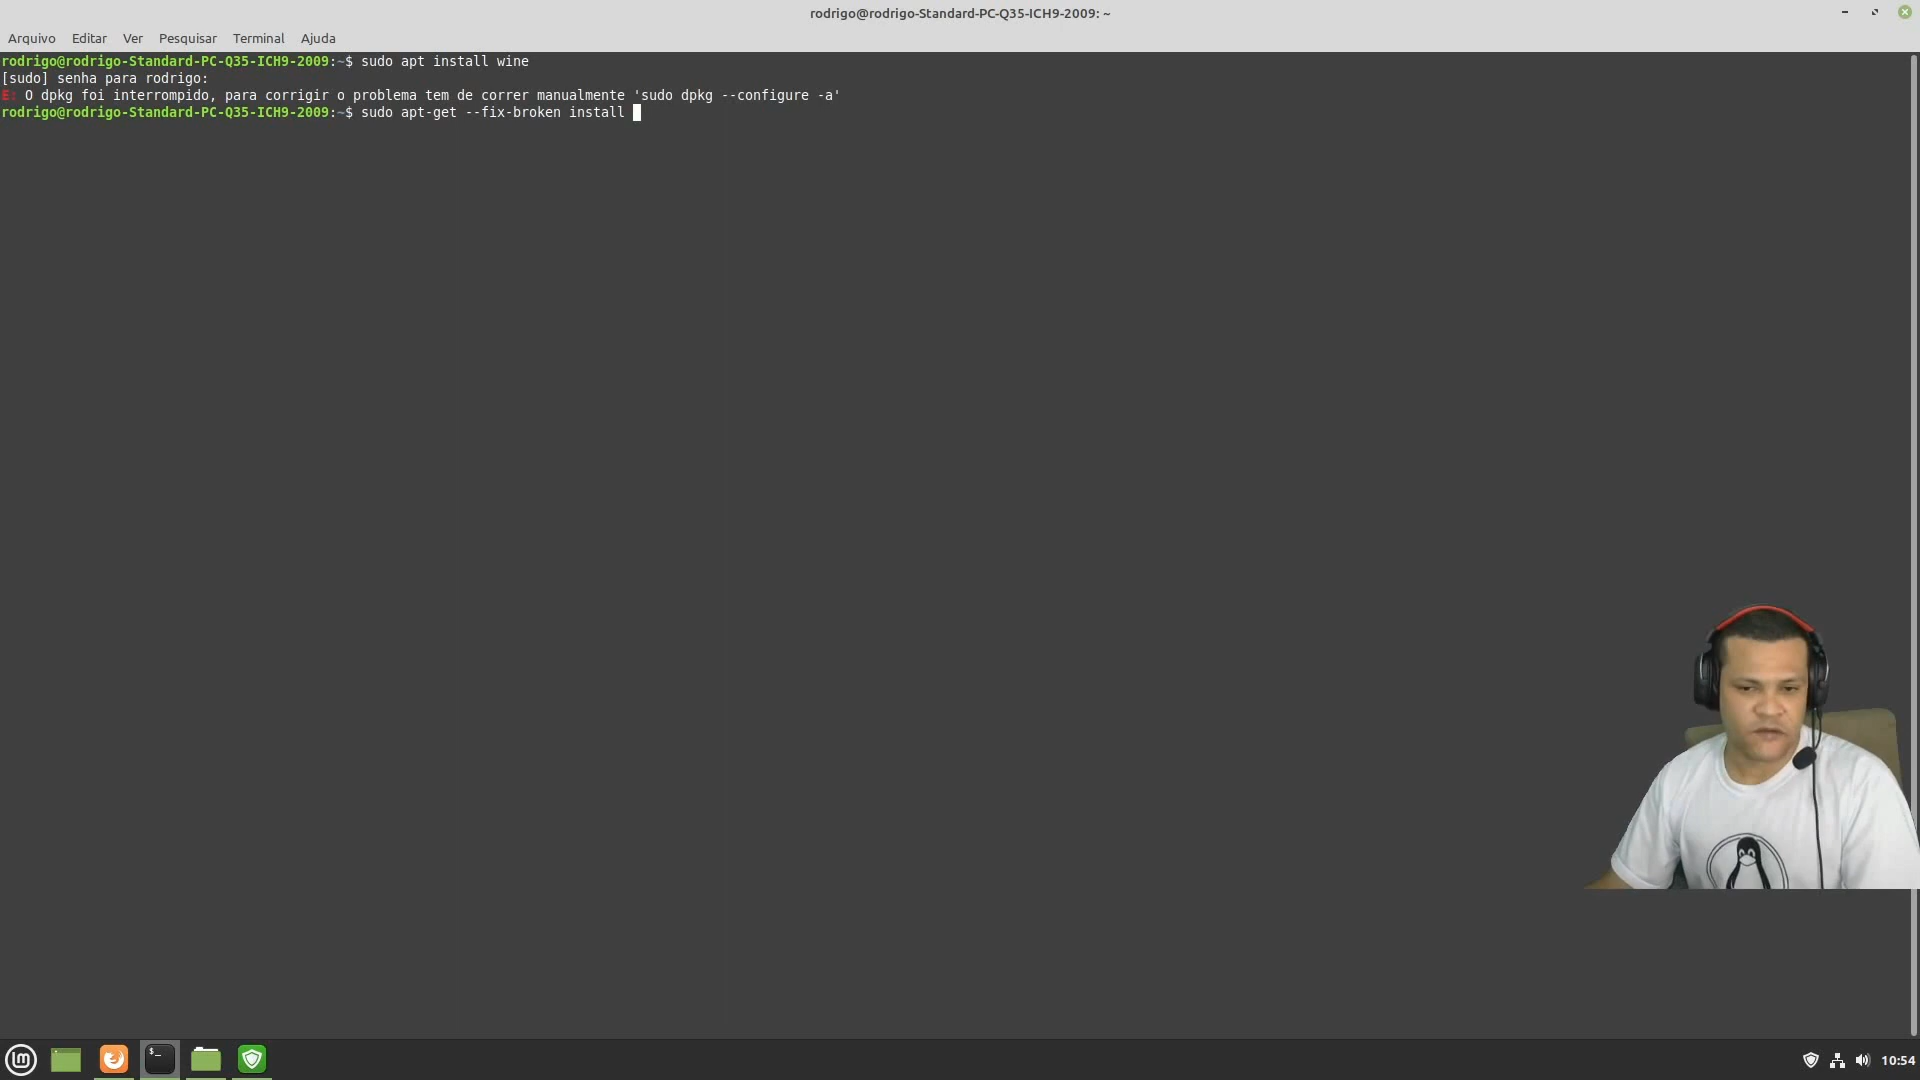 rodrigo@rodrigo-Standard-PC-Q35-ICH9-2009: ~
Arquivo Editar Ver Pesquisar Terminal Ajuda
rodrigo@rodrigo-Standard-PC-Q35-ICH9-2009:~$ sudo apt install wine
[sudo] senha para rodrigo:
E: O dpkg foi interrompido, para corrigir o problema tem de correr manualmente 'sudo dpkg --configure -a'
rodrigo@rodrigo-Standard-PC-Q35-ICH9-2009:~$ sudo apt-get --fix-broken install
$_
10:54